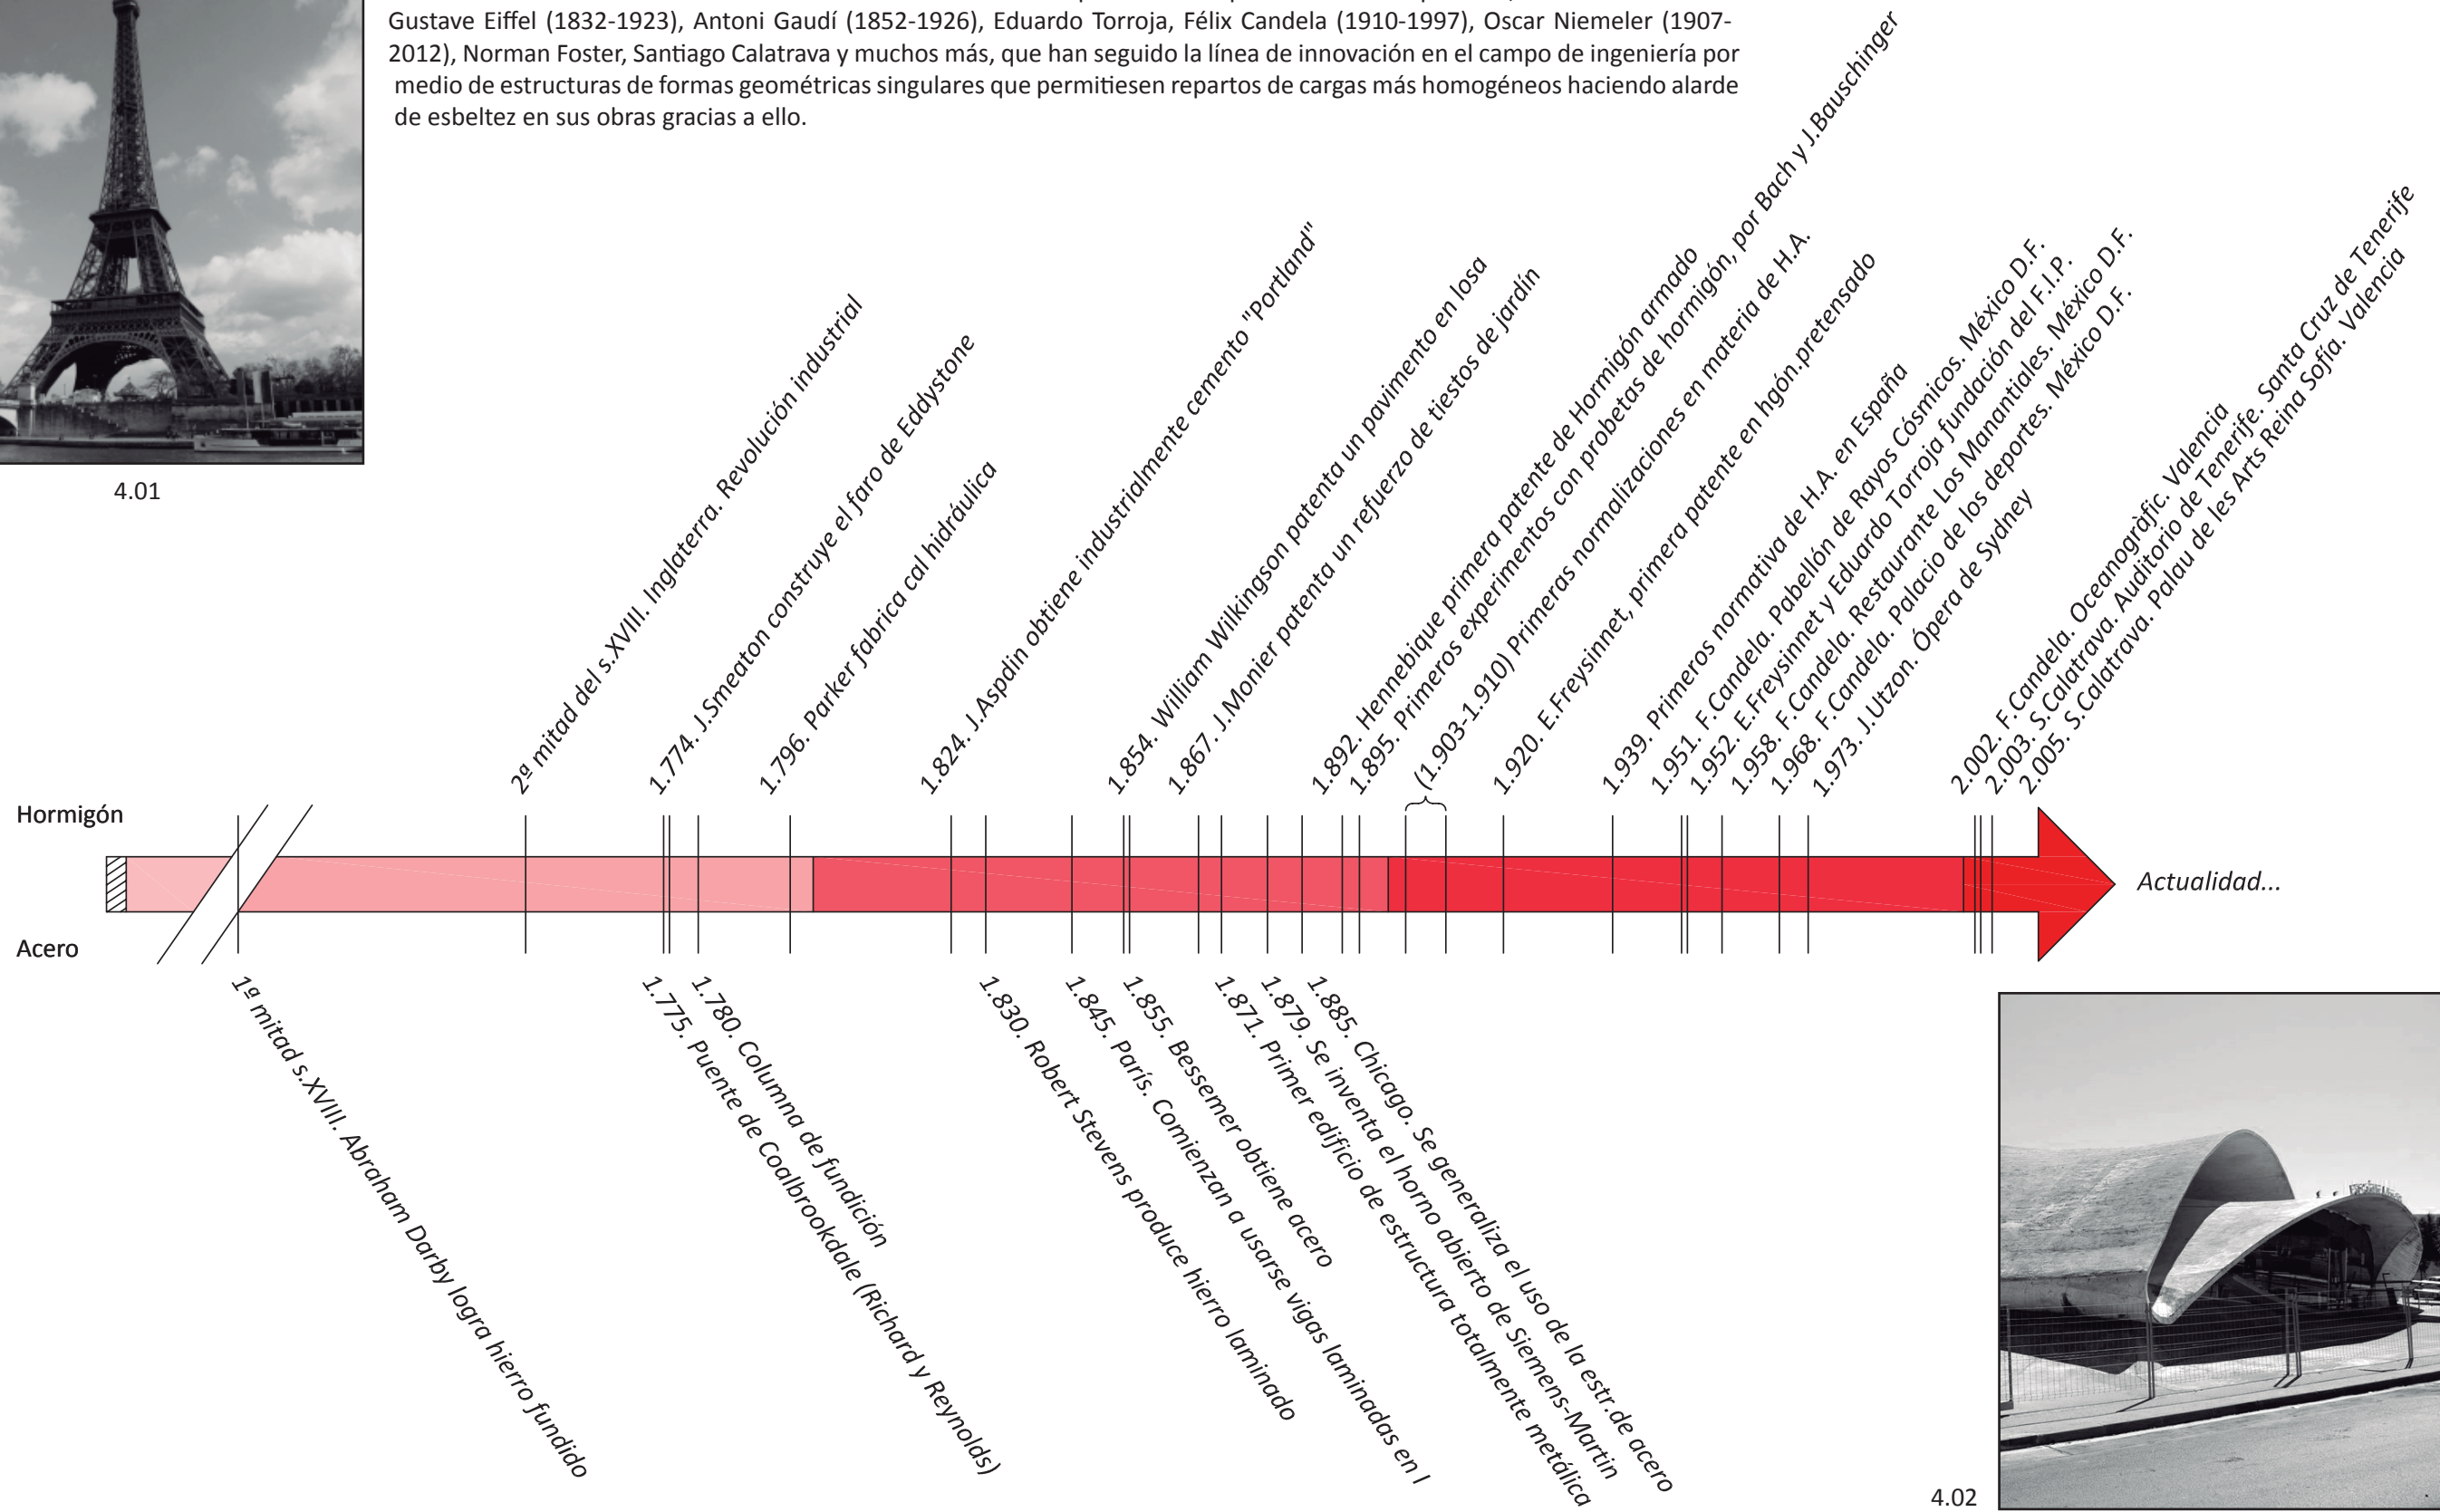 Gustave Eiffel (1832-1923), Antoni Gaudí (1852-1926), Eduardo Torroja, Félix Candela (1910-1997), Oscar Niemeler (1907-
2012), Norman Foster, Santiago Calatrava y muchos más, que han seguido la línea de innovación en el campo de ingeniería por
medio de estructuras de formas geométricas singulares que permitiesen repartos de cargas más homogéneos haciendo alarde
de esbeltez en sus obras gracias a ello.
4.01
2ª mitad del s.XVIII. Inglaterra. Revolución industrial
1.774. J.Smeaton construye el faro de Eddystone
1.796. Parker fabrica cal hidráulica
1.824. J.Aspdin obtiene industrialmente cemento "Portland"
1.854. William Wilkingson patenta un pavimento en losa
1.867. J.Monier patenta un refuerzo de tiestos de jardín
1.892. Hennebique primera patente de Hormigón armado
1.895. Primeros experimentos con probetas de hormigón, por Bach y J.Bauschinger
(1.903-1.910) Primeras normalizaciones en materia de H.A.
1.920. E.Freysinnet, primera patente en hgón.pretensado
1.939. Primeros normativa de H.A. en España
1.951. F.Candela. Pabellón de Rayos Cósmicos. México D.F.
1.952. E.Freysinnet y Eduardo Torroja fundación del F.I.P.
1.958. F.Candela. Restaurante Los Manantiales. México D.F.
1.968. F.Candela. Palacio de los deportes. México D.F.
1.973. J.Utzon. Ópera de Sydney
2.002. F.Candela. Oceanogràfic. Valencia
2.003. S.Calatrava. Auditorio de Tenerife. Santa Cruz de Tenerife
2.005. S.Calatrava. Palau de les Arts Reina Sofía. Valencia
Hormigón
Actualidad...
Acero
1ª mitad s.XVIII. Abraham Darby logra hierro fundido
1.775. Puente de Coalbrookdale (Richard y Reynolds)
1.780. Columna de fundición
1.830. Robert Stevens produce hierro laminado
1.845. París. Comienzan a usarse vigas laminadas en I
1.855. Bessemer obtiene acero
1.871. Primer edificio de estructura totalmente metálica
1.879. Se inventa el horno abierto de Siemens-Martin
1.885. Chicago. Se generaliza el uso de la estr.de acero
4.02